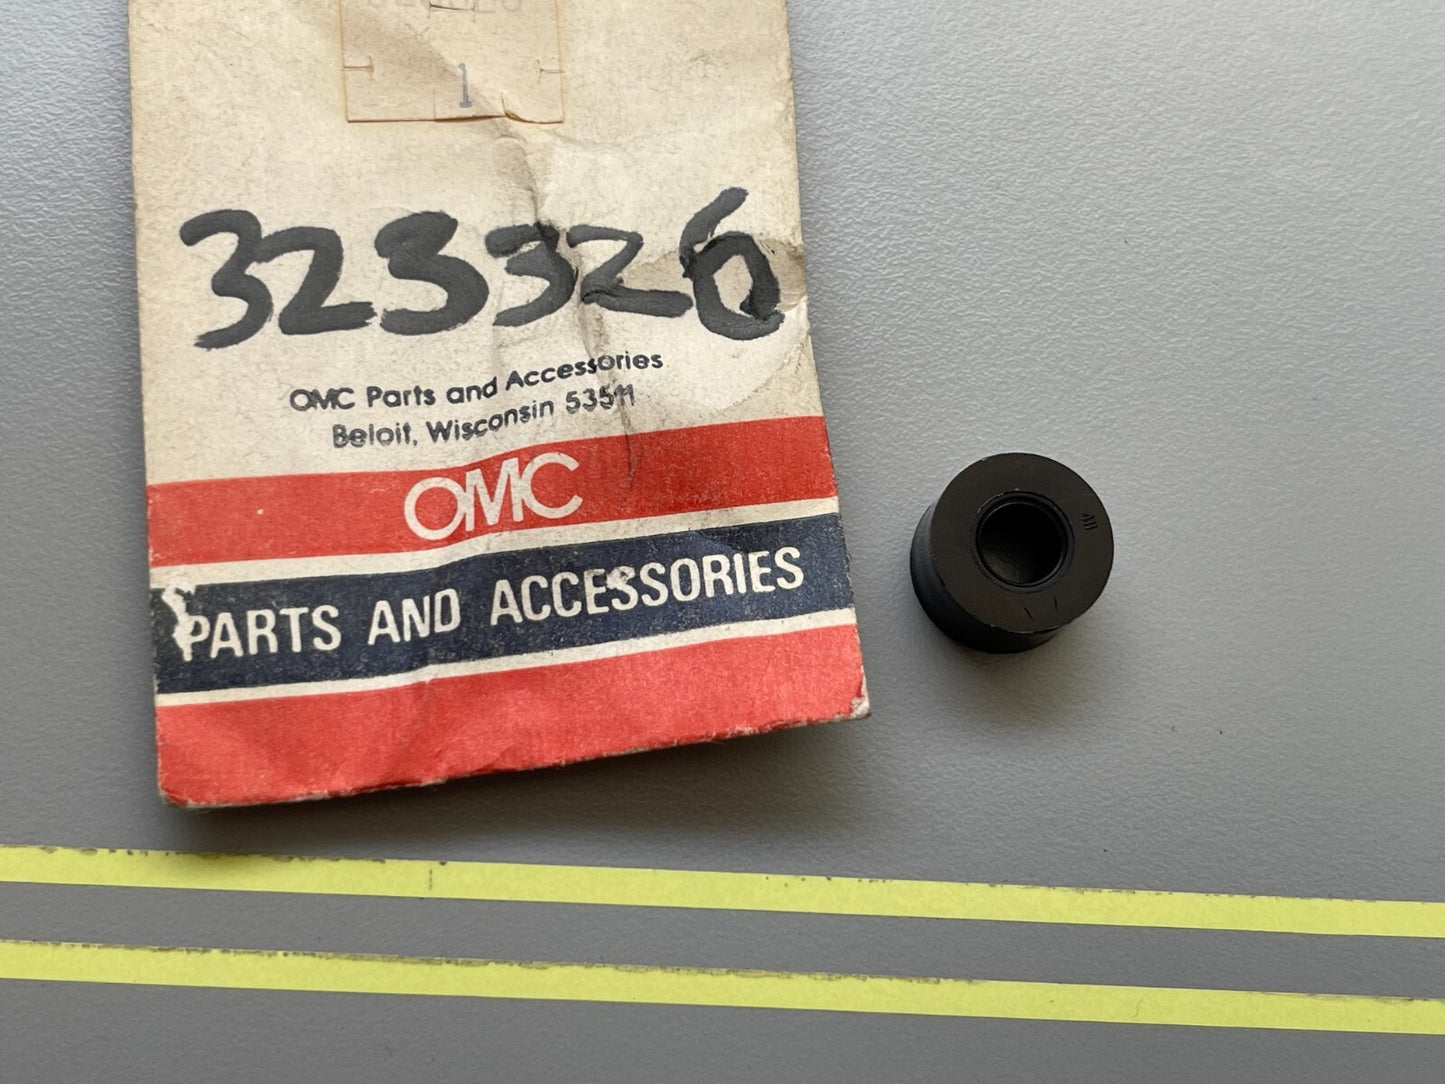 1
323326
OMC Parts and Accessories
Beloit, Wisconsin 53511
OMC
PARTS AND ACCESSORIES